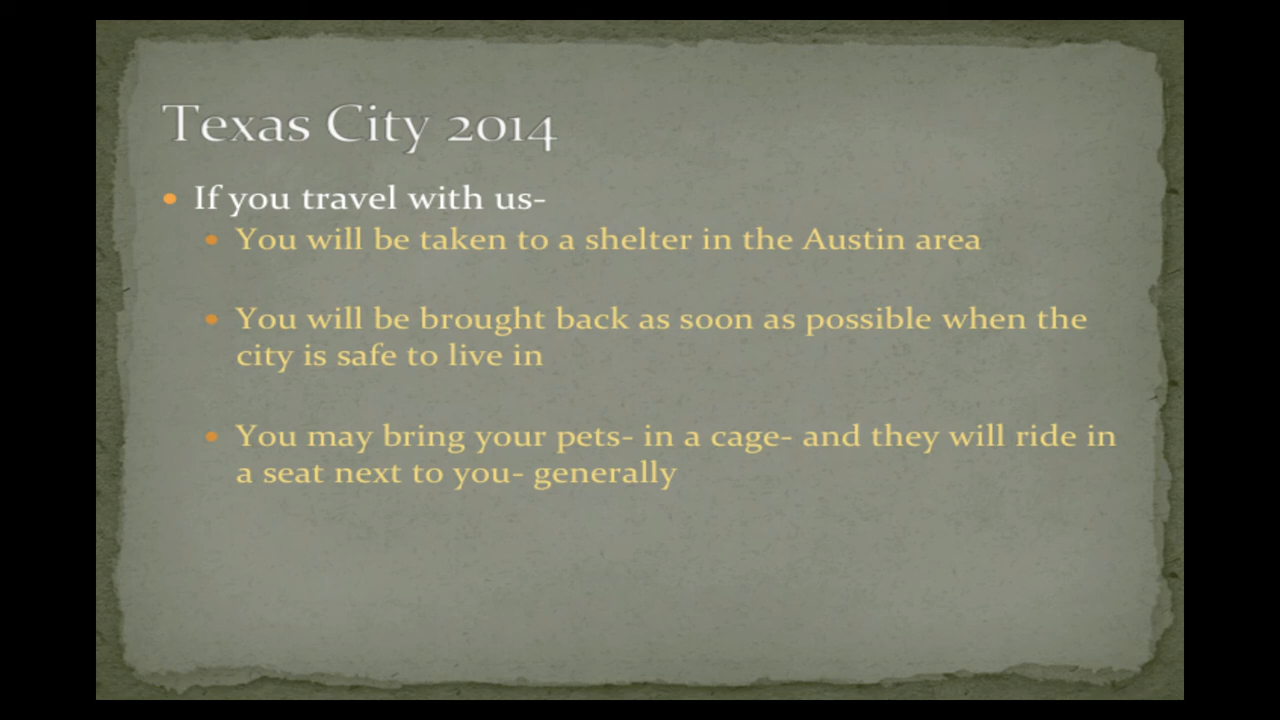 Texas City 2014
• If you travel with us-
• You will be taken to a shelter in the Austin area
• You will be brought back as soon as possible when the
city is safe to live in
• You may bring your pets- in a cage- and they will ride in
a seat next to you- generally